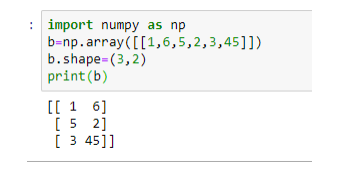 : import numpy as np
b=np.array([[1,6,5,2,3,45]])
b.shape=(3,2)
print(b)
[[ 1  6]
 [ 5  2]
 [ 3 45]]